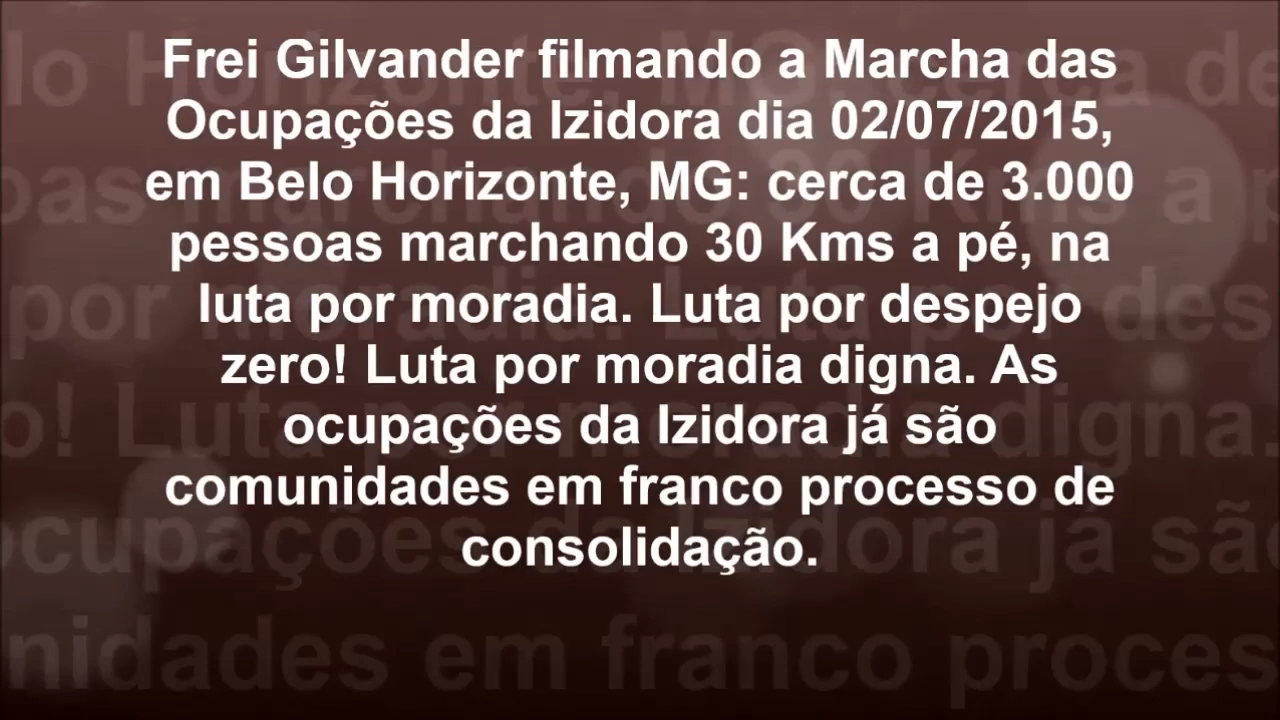 Frei Gilvander filmando a Marcha das
Ocupações da Izidora dia 02/07/2015,
em Belo Horizonte, MG: cerca de 3.000
pessoas marchando 30 Kms a pé, na
luta por moradia. Luta por despejo
zero! Luta por moradia digna. As
ocupações da Izidora já são
comunidades em franco processo de
consolidação.